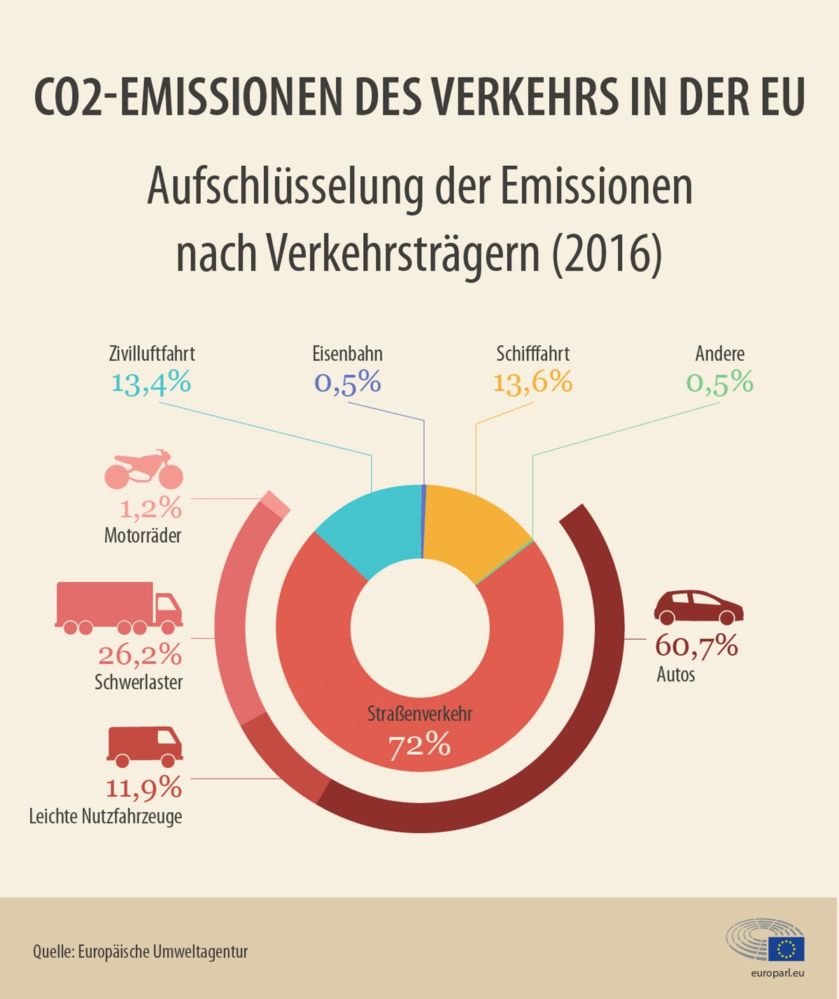 CO2-EMISSIONEN DES VERKEHRS IN DER EU
Aufschlüsselung der Emissionen
nach Verkehrsträgern (2016)
Zivilluftfahrt
13,4%
Eisenbahn
0,5%
Schifffahrt
13,6%
Andere
0,5%
1,2%
Motorräder
26,2%
Schwerlaster
11,9%
Leichte Nutzfahrzeuge
Straßenverkehr
72%
60,7%
Autos
Quelle: Europäische Umweltagentur
europarl.eu